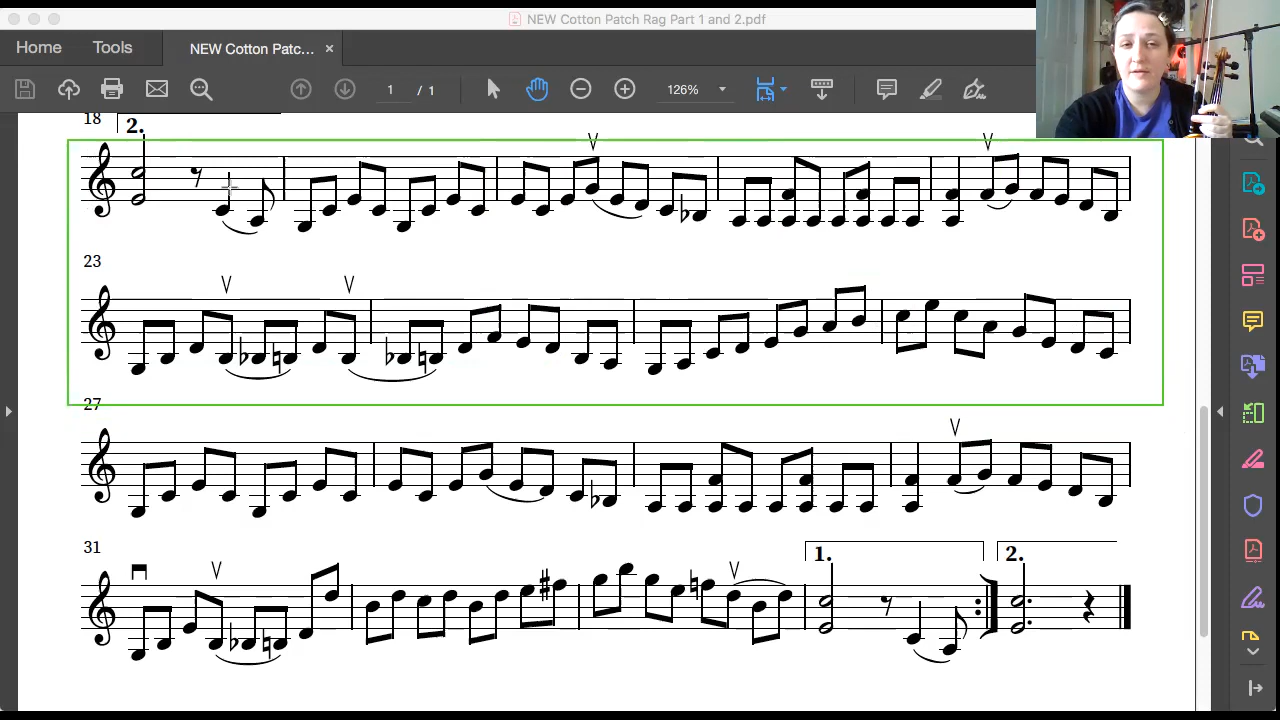 NEW Cotton Patch Rag Part 1 and 2.pdf
Home Tools NEW Cotton Patc... ×
1 / 1 126%
18
2.
23
27
31
1. 2.